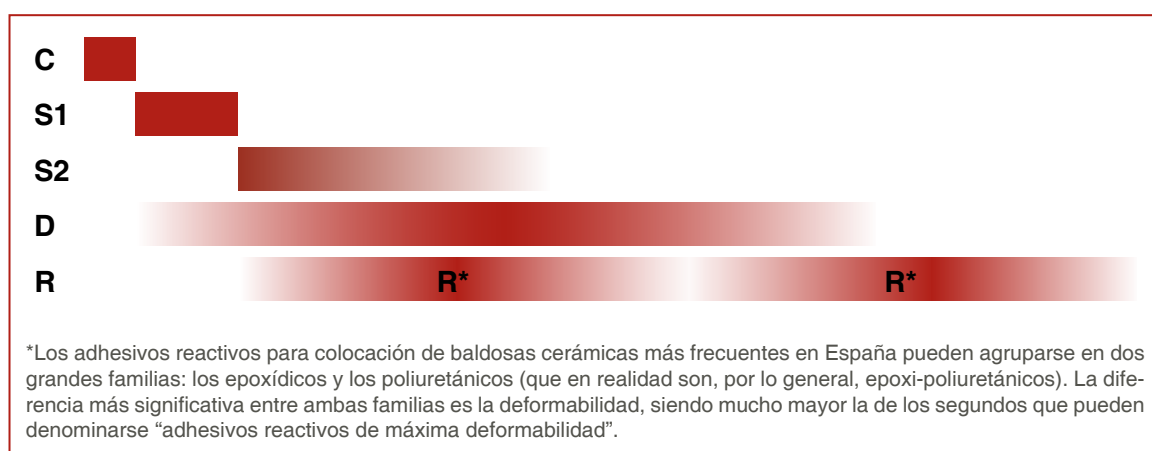 C
S1
S2
D
R R* R*
*Los adhesivos reactivos para colocación de baldosas cerámicas más frecuentes en España pueden agruparse en dos
grandes familias: los epoxídicos y los poliuretánicos (que en realidad son, por lo general, epoxi-poliuretánicos). La dife-
rencia más significativa entre ambas familias es la deformabilidad, siendo mucho mayor la de los segundos que pueden
denominarse “adhesivos reactivos de máxima deformabilidad”.